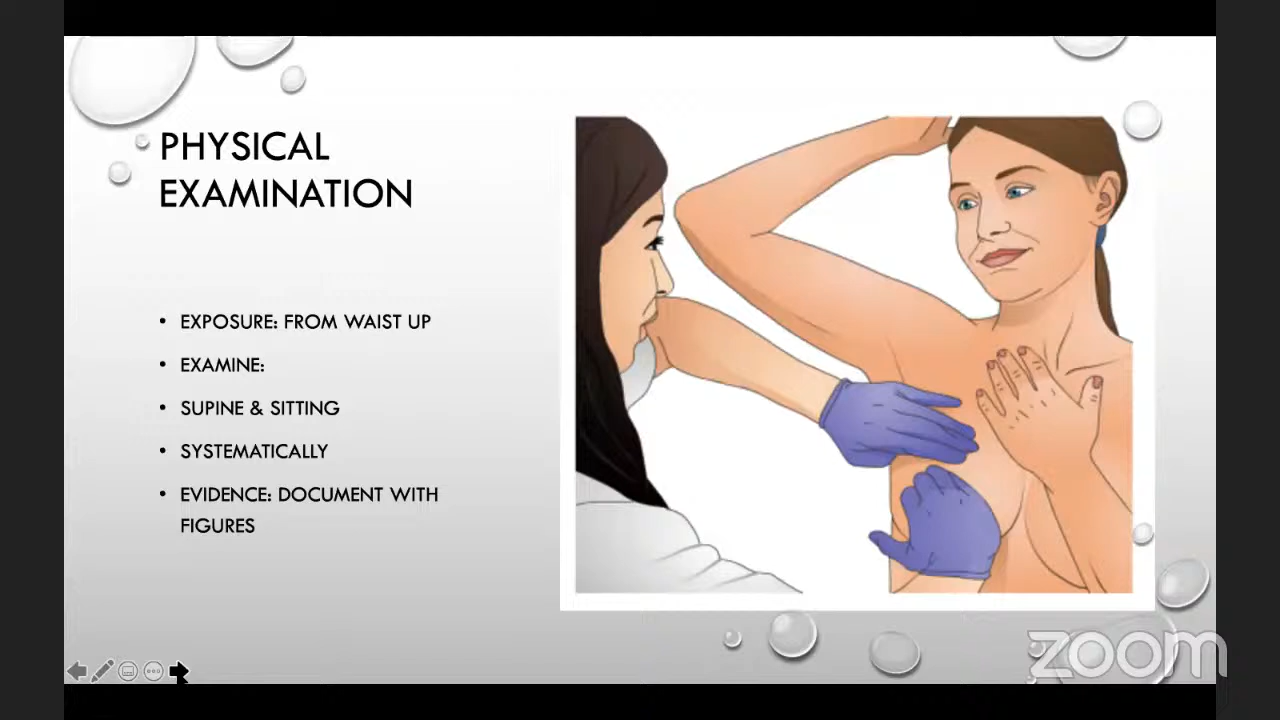 PHYSICAL
EXAMINATION
• EXPOSURE: FROM WAIST UP
• EXAMINE:
• SUPINE & SITTING
• SYSTEMATICALLY
• EVIDENCE: DOCUMENT WITH
FIGURES
zoom